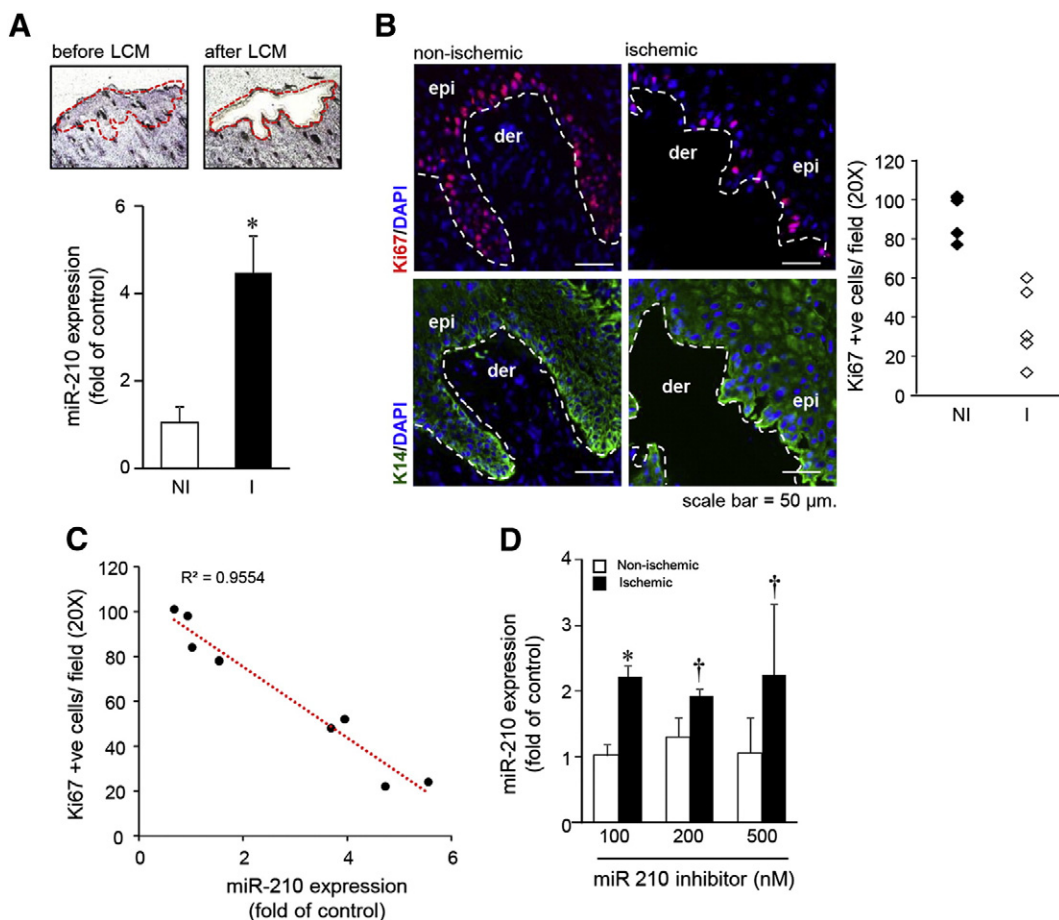 A
before LCM
after LCM
miR-210 expression
(fold of control)
6
4
2
0
*
NI
I
B
non-ischemic
ischemic
epi
der
der
epi
Ki67/DAPI
epi
der
der
epi
K14/DAPI
scale bar = 50 µm.
Ki67 +ve cells/ field (20X)
120
100
80
60
40
20
0
NI
I
C
R² = 0.9554
Ki67 +ve cells/ field (20X)
120
100
80
60
40
20
0
0
2
4
6
miR-210 expression
(fold of control)
D
Non-ischemic
Ischemic
miR-210 expression
(fold of control)
4
3
2
1
0
*
†
†
100
200
500
miR 210 inhibitor (nM)